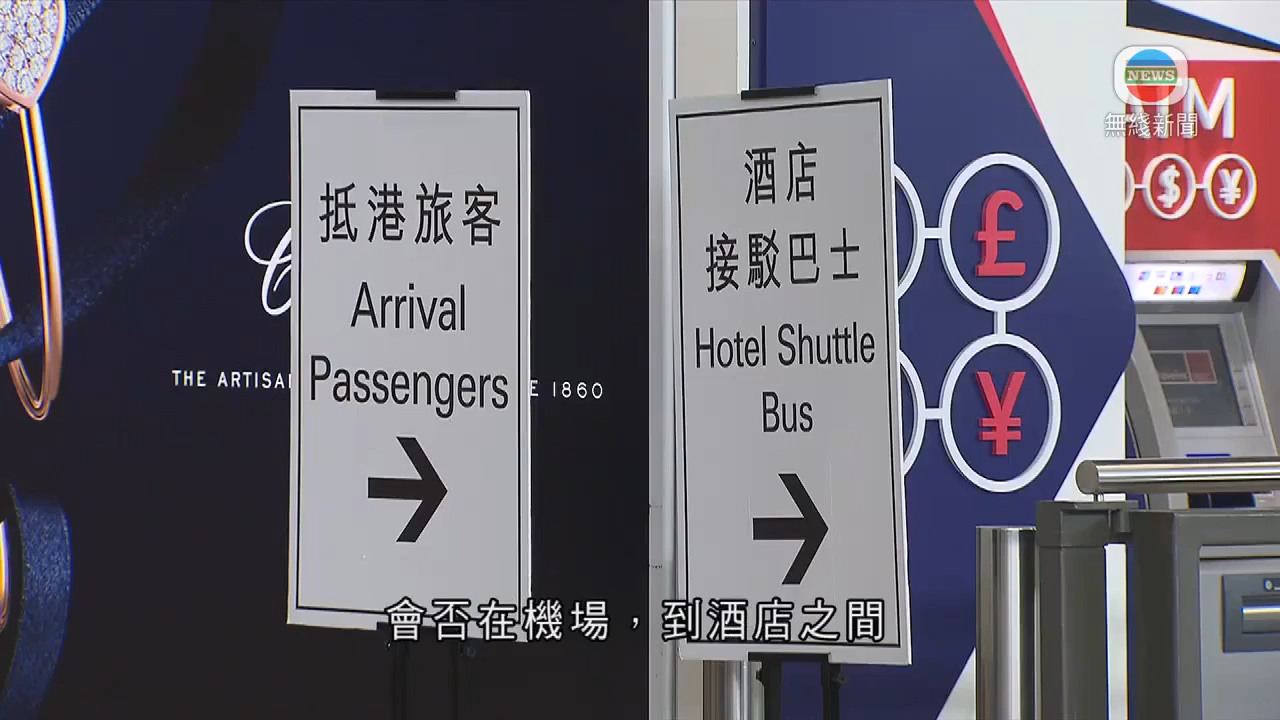 抵港旅客
Arrival
Passengers
酒店
接駁巴士
Hotel Shuttle
Bus
THE ARTISA
E 1860
£
¥
TM
$ ¥
NEWS
無綫新聞
會否在機場，到酒店之間